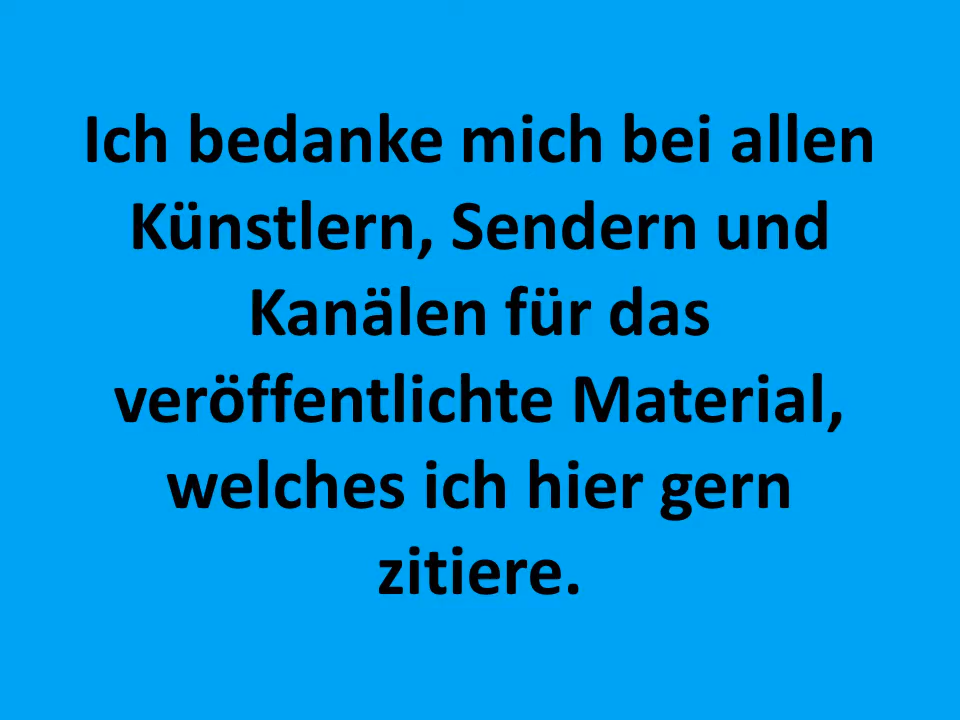 Ich bedanke mich bei allen
Künstlern, Sendern und
Kanälen für das
veröffentlichte Material,
welches ich hier gern
zitiere.